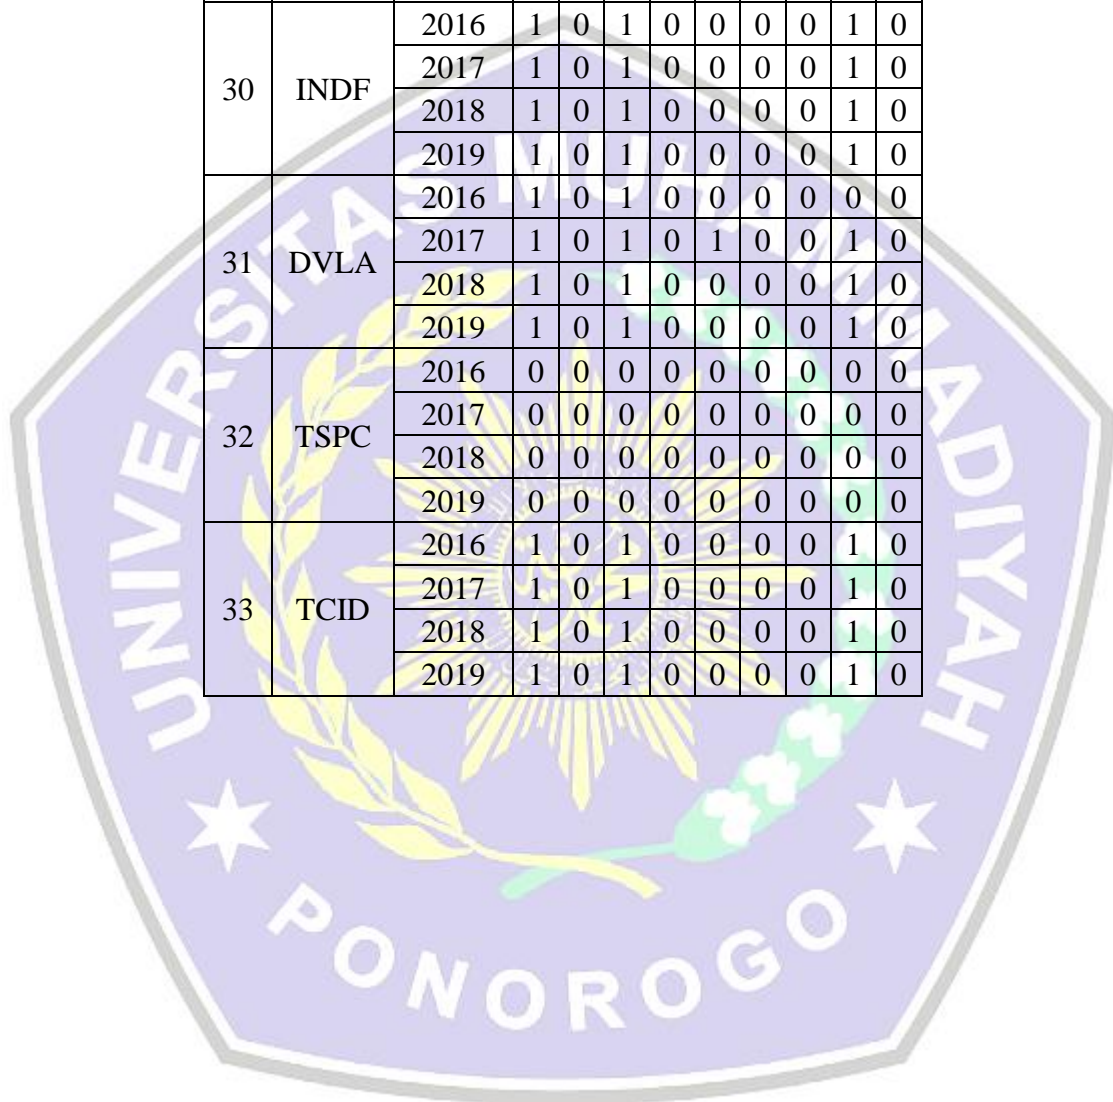 2016 1 0 1 0 0 0 0 1 0
30 INDF 2017 1 0 1 0 0 0 0 1 0
2018 1 0 1 0 0 0 0 1 0
2019 1 0 1 0 0 0 0 1 0
2016 1 0 1 0 0 0 0 0 0
31 DVLA 2017 1 0 1 0 1 0 0 1 0
2018 1 0 1 0 0 0 0 1 0
2019 1 0 1 0 0 0 0 1 0
2016 0 0 0 0 0 0 0 0 0
32 TSPC 2017 0 0 0 0 0 0 0 0 0
2018 0 0 0 0 0 0 0 0 0
2019 0 0 0 0 0 0 0 0 0
2016 1 0 1 0 0 0 0 1 0
33 TCID 2017 1 0 1 0 0 0 0 1 0
2018 1 0 1 0 0 0 0 1 0
2019 1 0 1 0 0 0 0 1 0
UNIVERSITAS MUHAMMADIYAH
PONOROGO